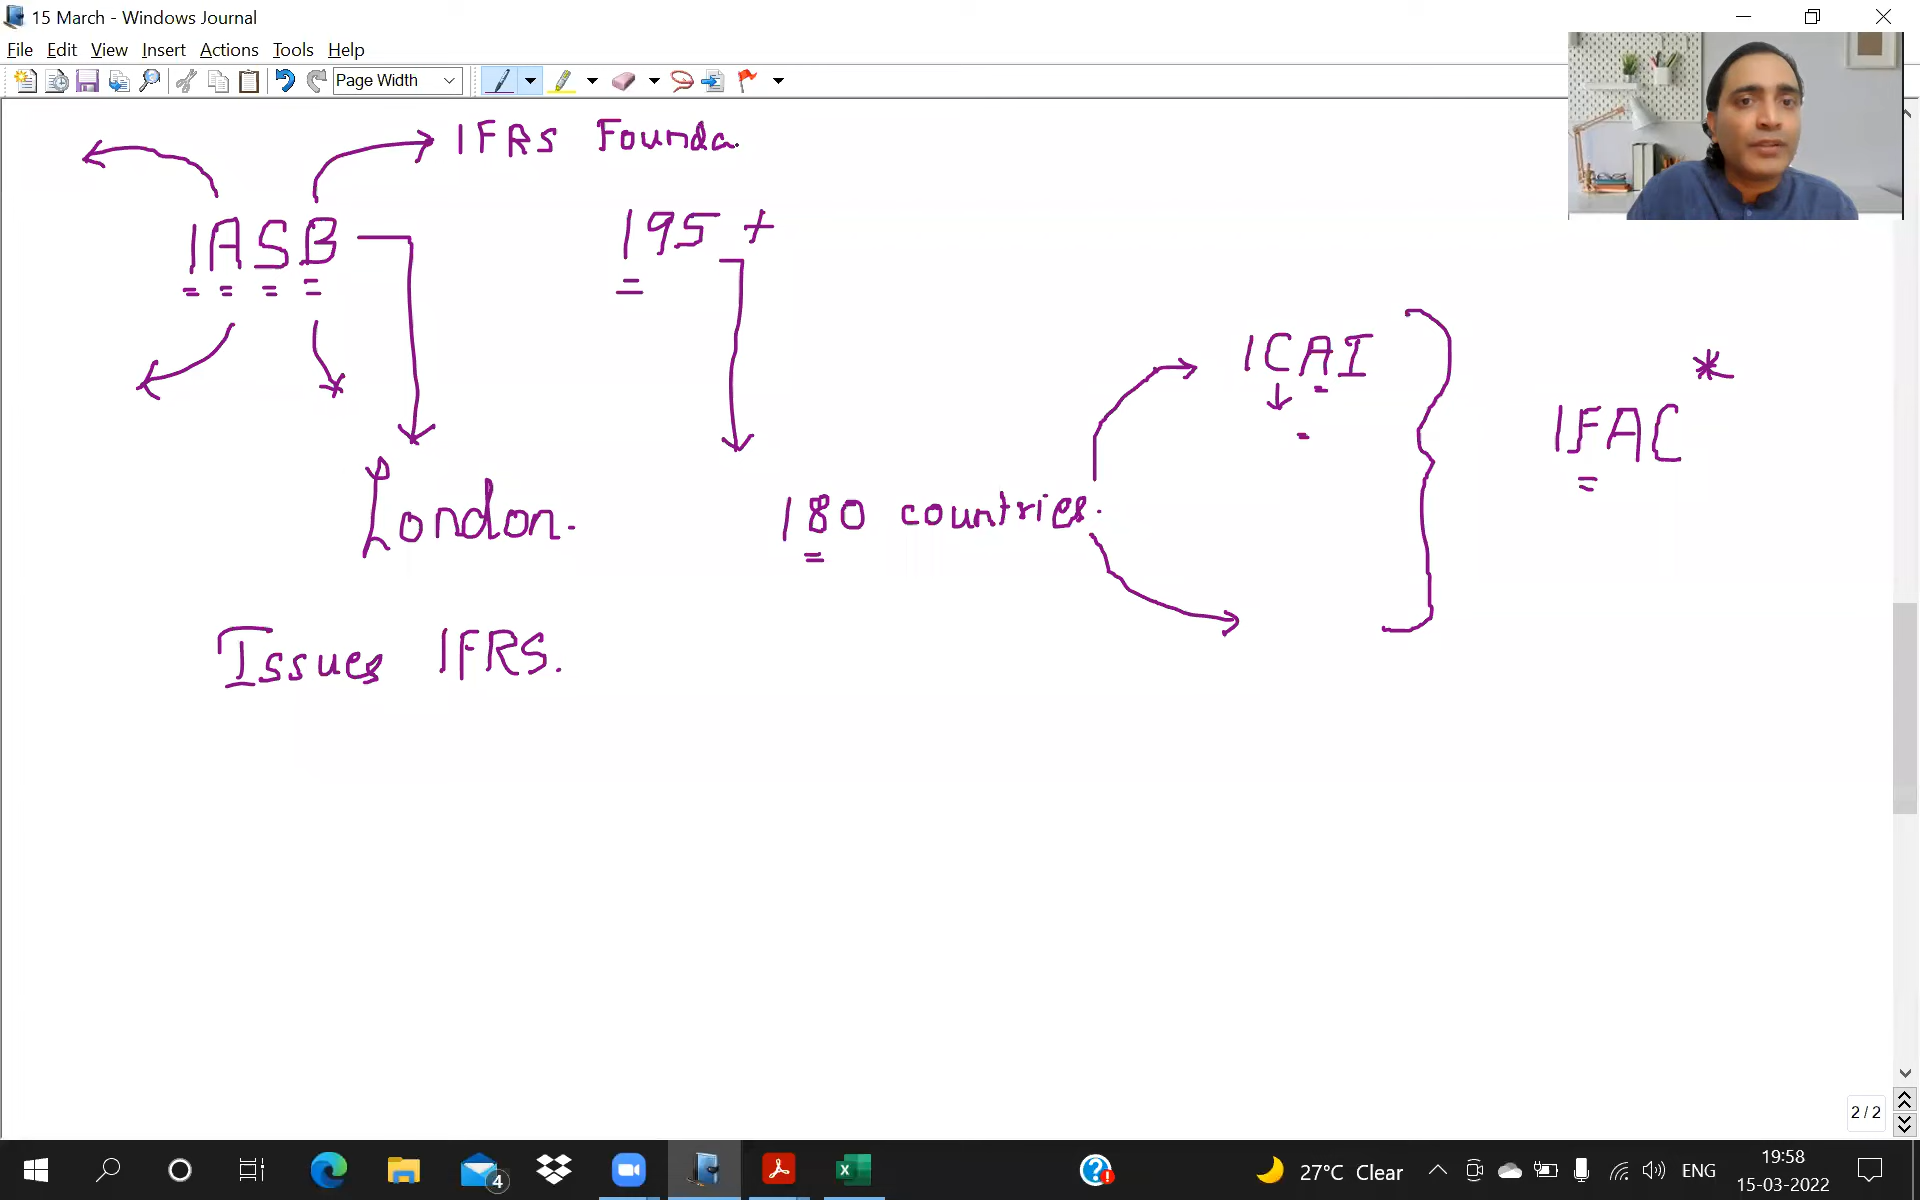 15 March - Windows Journal
File Edit View Insert Actions Tools Help
Page Width
IFRS Founda.
IASB
195 +
ICAI
IFAC
London.
180 countries.
Issues IFRS.
2 / 2
4
27°C Clear
ENG
19:58
15-03-2022